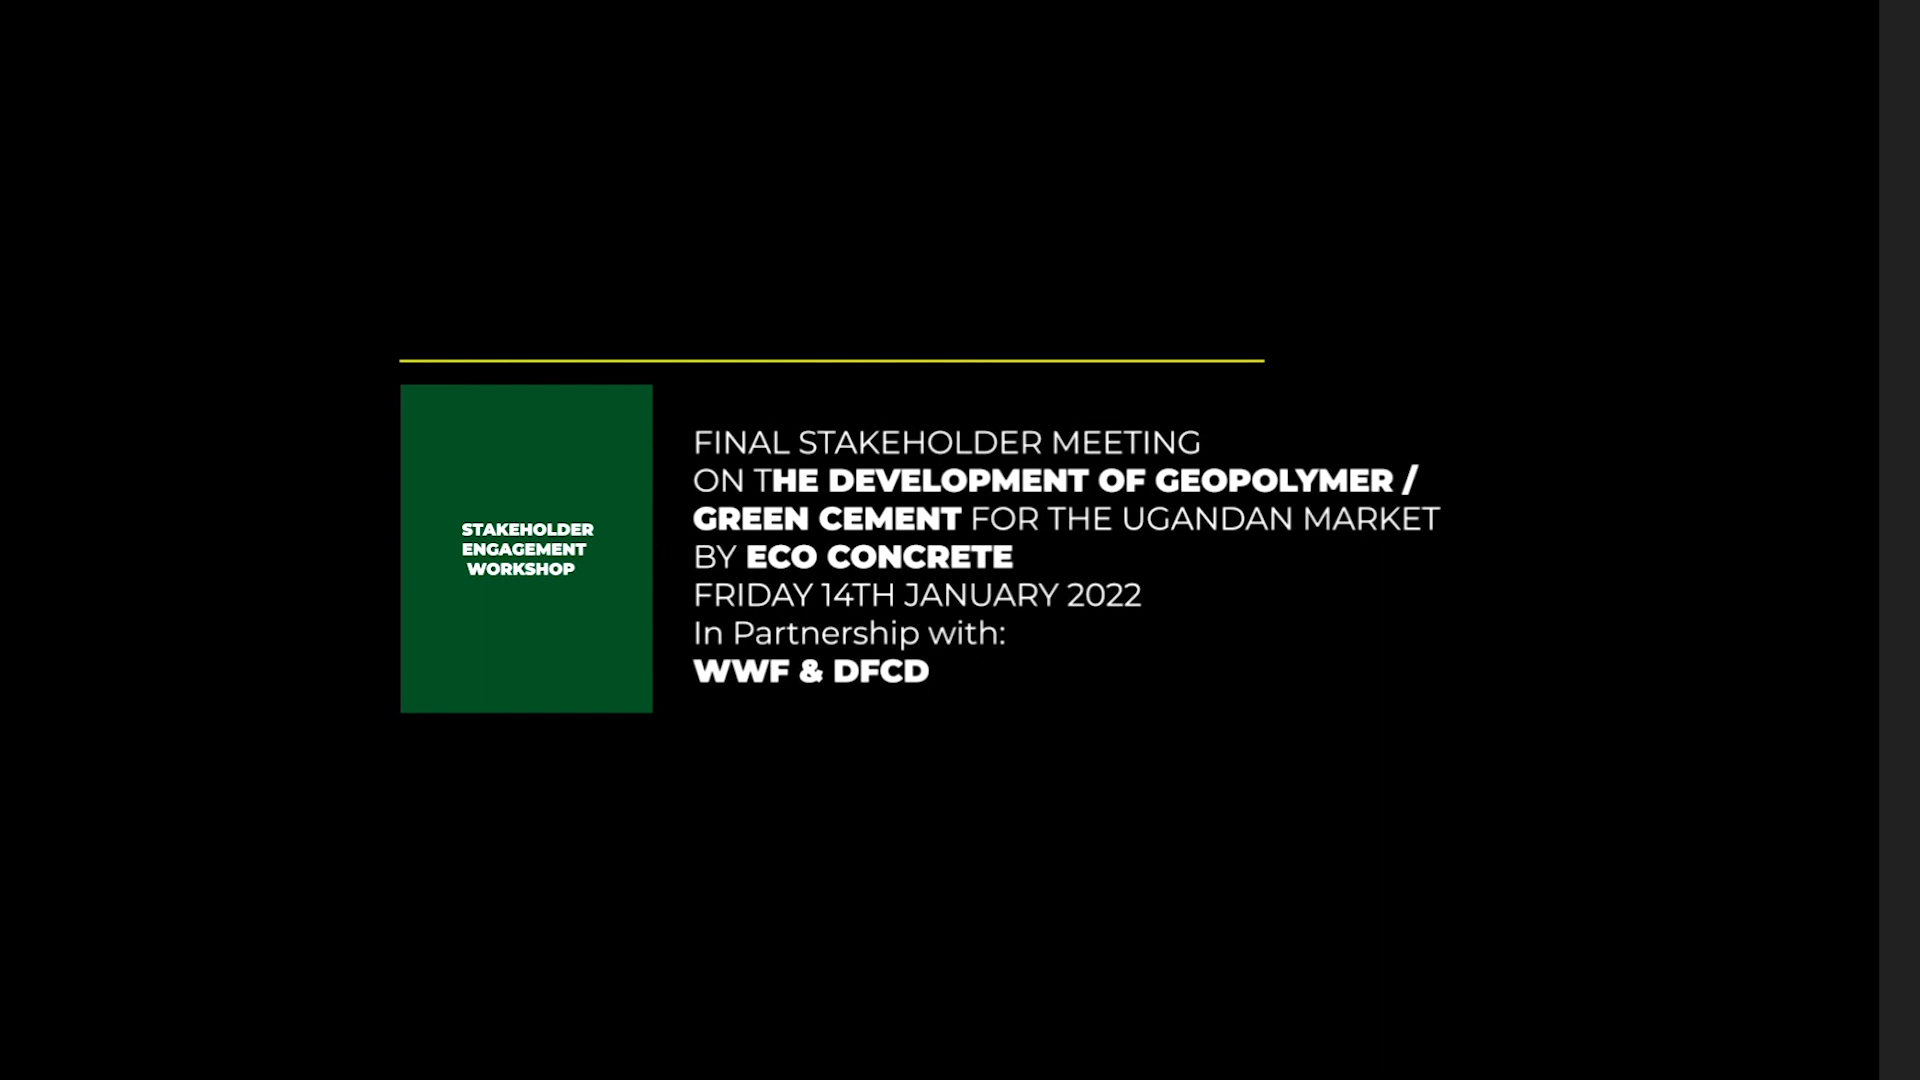 STAKEHOLDER
ENGAGEMENT
WORKSHOP
FINAL STAKEHOLDER MEETING
ON THE DEVELOPMENT OF GEOPOLYMER /
GREEN CEMENT FOR THE UGANDAN MARKET
BY ECO CONCRETE
FRIDAY 14TH JANUARY 2022
In Partnership with:
WWF & DFCD